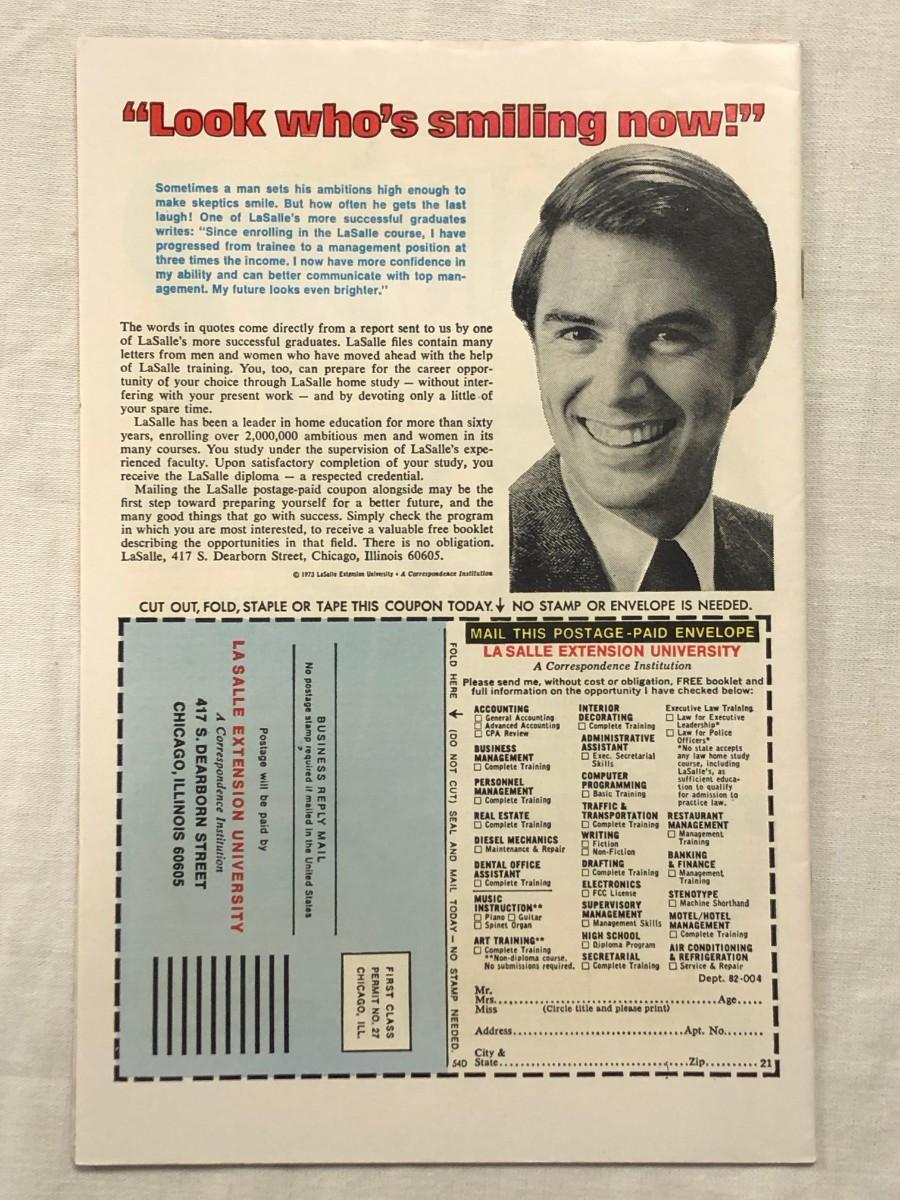 “Look who’s smiling now!”
Sometimes a man sets his ambitions high enough to
make skeptics smile. But how often he gets the last
laugh! One of LaSalle's more successful graduates
writes: "Since enrolling in the LaSalle course, I have
progressed from trainee to a management position at
three times the income. I now have more confidence in
my ability and can better communicate with top man-
agement. My future looks even brighter."
The words in quotes come directly from a report sent to us by one
of LaSalle's more successful graduates. LaSalle files contain many
letters from men and women who have moved ahead with the help
of LaSalle training. You, too, can prepare for the career oppor-
tunity of your choice through LaSalle home study — without inter-
fering with your present work — and by devoting only a little of
your spare time.
LaSalle has been a leader in home education for more than sixty
years, enrolling over 2,000,000 ambitious men and women in its
many courses. You study under the supervision of LaSalle's expe-
rienced faculty. Upon satisfactory completion of your study, you
receive the LaSalle diploma — a respected credential.
Mailing the LaSalle postage-paid coupon alongside may be the
first step toward preparing yourself for a better future, and the
many good things that go with success. Simply check the program
in which you are most interested, to receive a valuable free booklet
describing the opportunities in that field. There is no obligation.
LaSalle, 417 S. Dearborn Street, Chicago, Illinois 60605.
© 1973 LaSalle Extension University • A Correspondence Institution
CUT OUT, FOLD, STAPLE OR TAPE THIS COUPON TODAY.↓ NO STAMP OR ENVELOPE IS NEEDED.
FIRST CLASS
PERMIT NO. 27
CHICAGO, ILL.
BUSINESS REPLY MAIL
No postage stamp required if mailed in the United States
Postage will be paid by
LA SALLE EXTENSION UNIVERSITY
A Correspondence Institution
417 S. DEARBORN STREET
CHICAGO, ILLINOIS 60605
FOLD HERE ↓ (DO NOT CUT) SEAL AND MAIL TODAY — NO STAMP NEEDED.
54D
MAIL THIS POSTAGE-PAID ENVELOPE
LA SALLE EXTENSION UNIVERSITY
A Correspondence Institution
Please send me, without cost or obligation, FREE booklet and
full information on the opportunity I have checked below:
ACCOUNTING
☐ General Accounting
☐ Advanced Accounting
☐ CPA Review
BUSINESS
MANAGEMENT
☐ Complete Training
PERSONNEL
MANAGEMENT
☐ Complete Training
REAL ESTATE
☐ Complete Training
DIESEL MECHANICS
☐ Maintenance & Repair
DENTAL OFFICE
ASSISTANT
☐ Complete Training
MUSIC
INSTRUCTION**
☐ Piano ☐ Guitar
☐ Spinet Organ
ART TRAINING**
☐ Complete Training
**Non-diploma course.
No submissions required.
INTERIOR
DECORATING
☐ Complete Training
ADMINISTRATIVE
ASSISTANT
☐ Exec. Secretarial
Skills
COMPUTER
PROGRAMMING
☐ Basic Training
TRAFFIC &
TRANSPORTATION
☐ Complete Training
WRITING
☐ Fiction
☐ Non-Fiction
DRAFTING
☐ Complete Training
ELECTRONICS
☐ FCC License
SUPERVISORY
MANAGEMENT
☐ Management Skills
HIGH SCHOOL
☐ Diploma Program
SECRETARIAL
☐ Complete Training
Executive Law Training
☐ Law for Executive
Leadership*
☐ Law for Police
Officers*
*No state accepts
any law home study
course, including
LaSalle's, as
sufficient educa-
tion to qualify
for admission to
practice law.
RESTAURANT
MANAGEMENT
☐ Management
Training
BANKING
& FINANCE
☐ Management
Training
STENOTYPE
☐ Machine Shorthand
MOTEL/HOTEL
MANAGEMENT
☐ Complete Training
AIR CONDITIONING
& REFRIGERATION
☐ Service & Repair
Dept. 82-004
Mr.
Mrs. Age
Miss (Circle title and please print)
Address Apt. No.
City &
State Zip 21